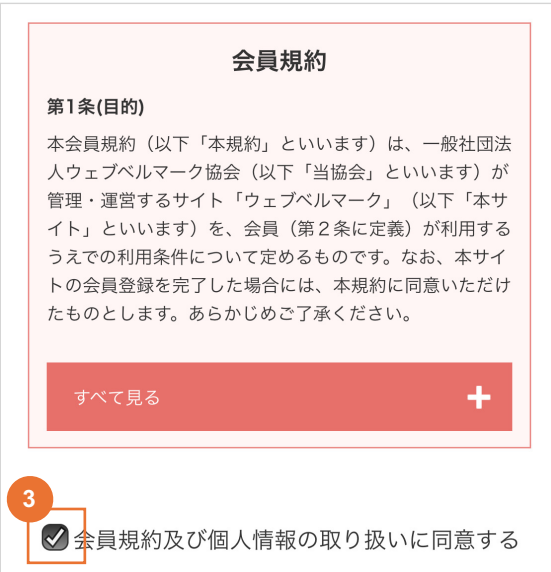 会員規約
第1条(目的)
本会員規約（以下「本規約」といいます）は、一般社団法
人ウェブベルマーク協会（以下「当協会」といいます）が
管理・運営するサイト「ウェブベルマーク」（以下「本サ
イト」といいます）を、会員（第２条に定義）が利用する
うえでの利用条件について定めるものです。なお、本サイ
トの会員登録を完了した場合には、本規約に同意いただけ
たものとします。あらかじめご了承ください。
すべて見る
3
会員規約及び個人情報の取り扱いに同意する